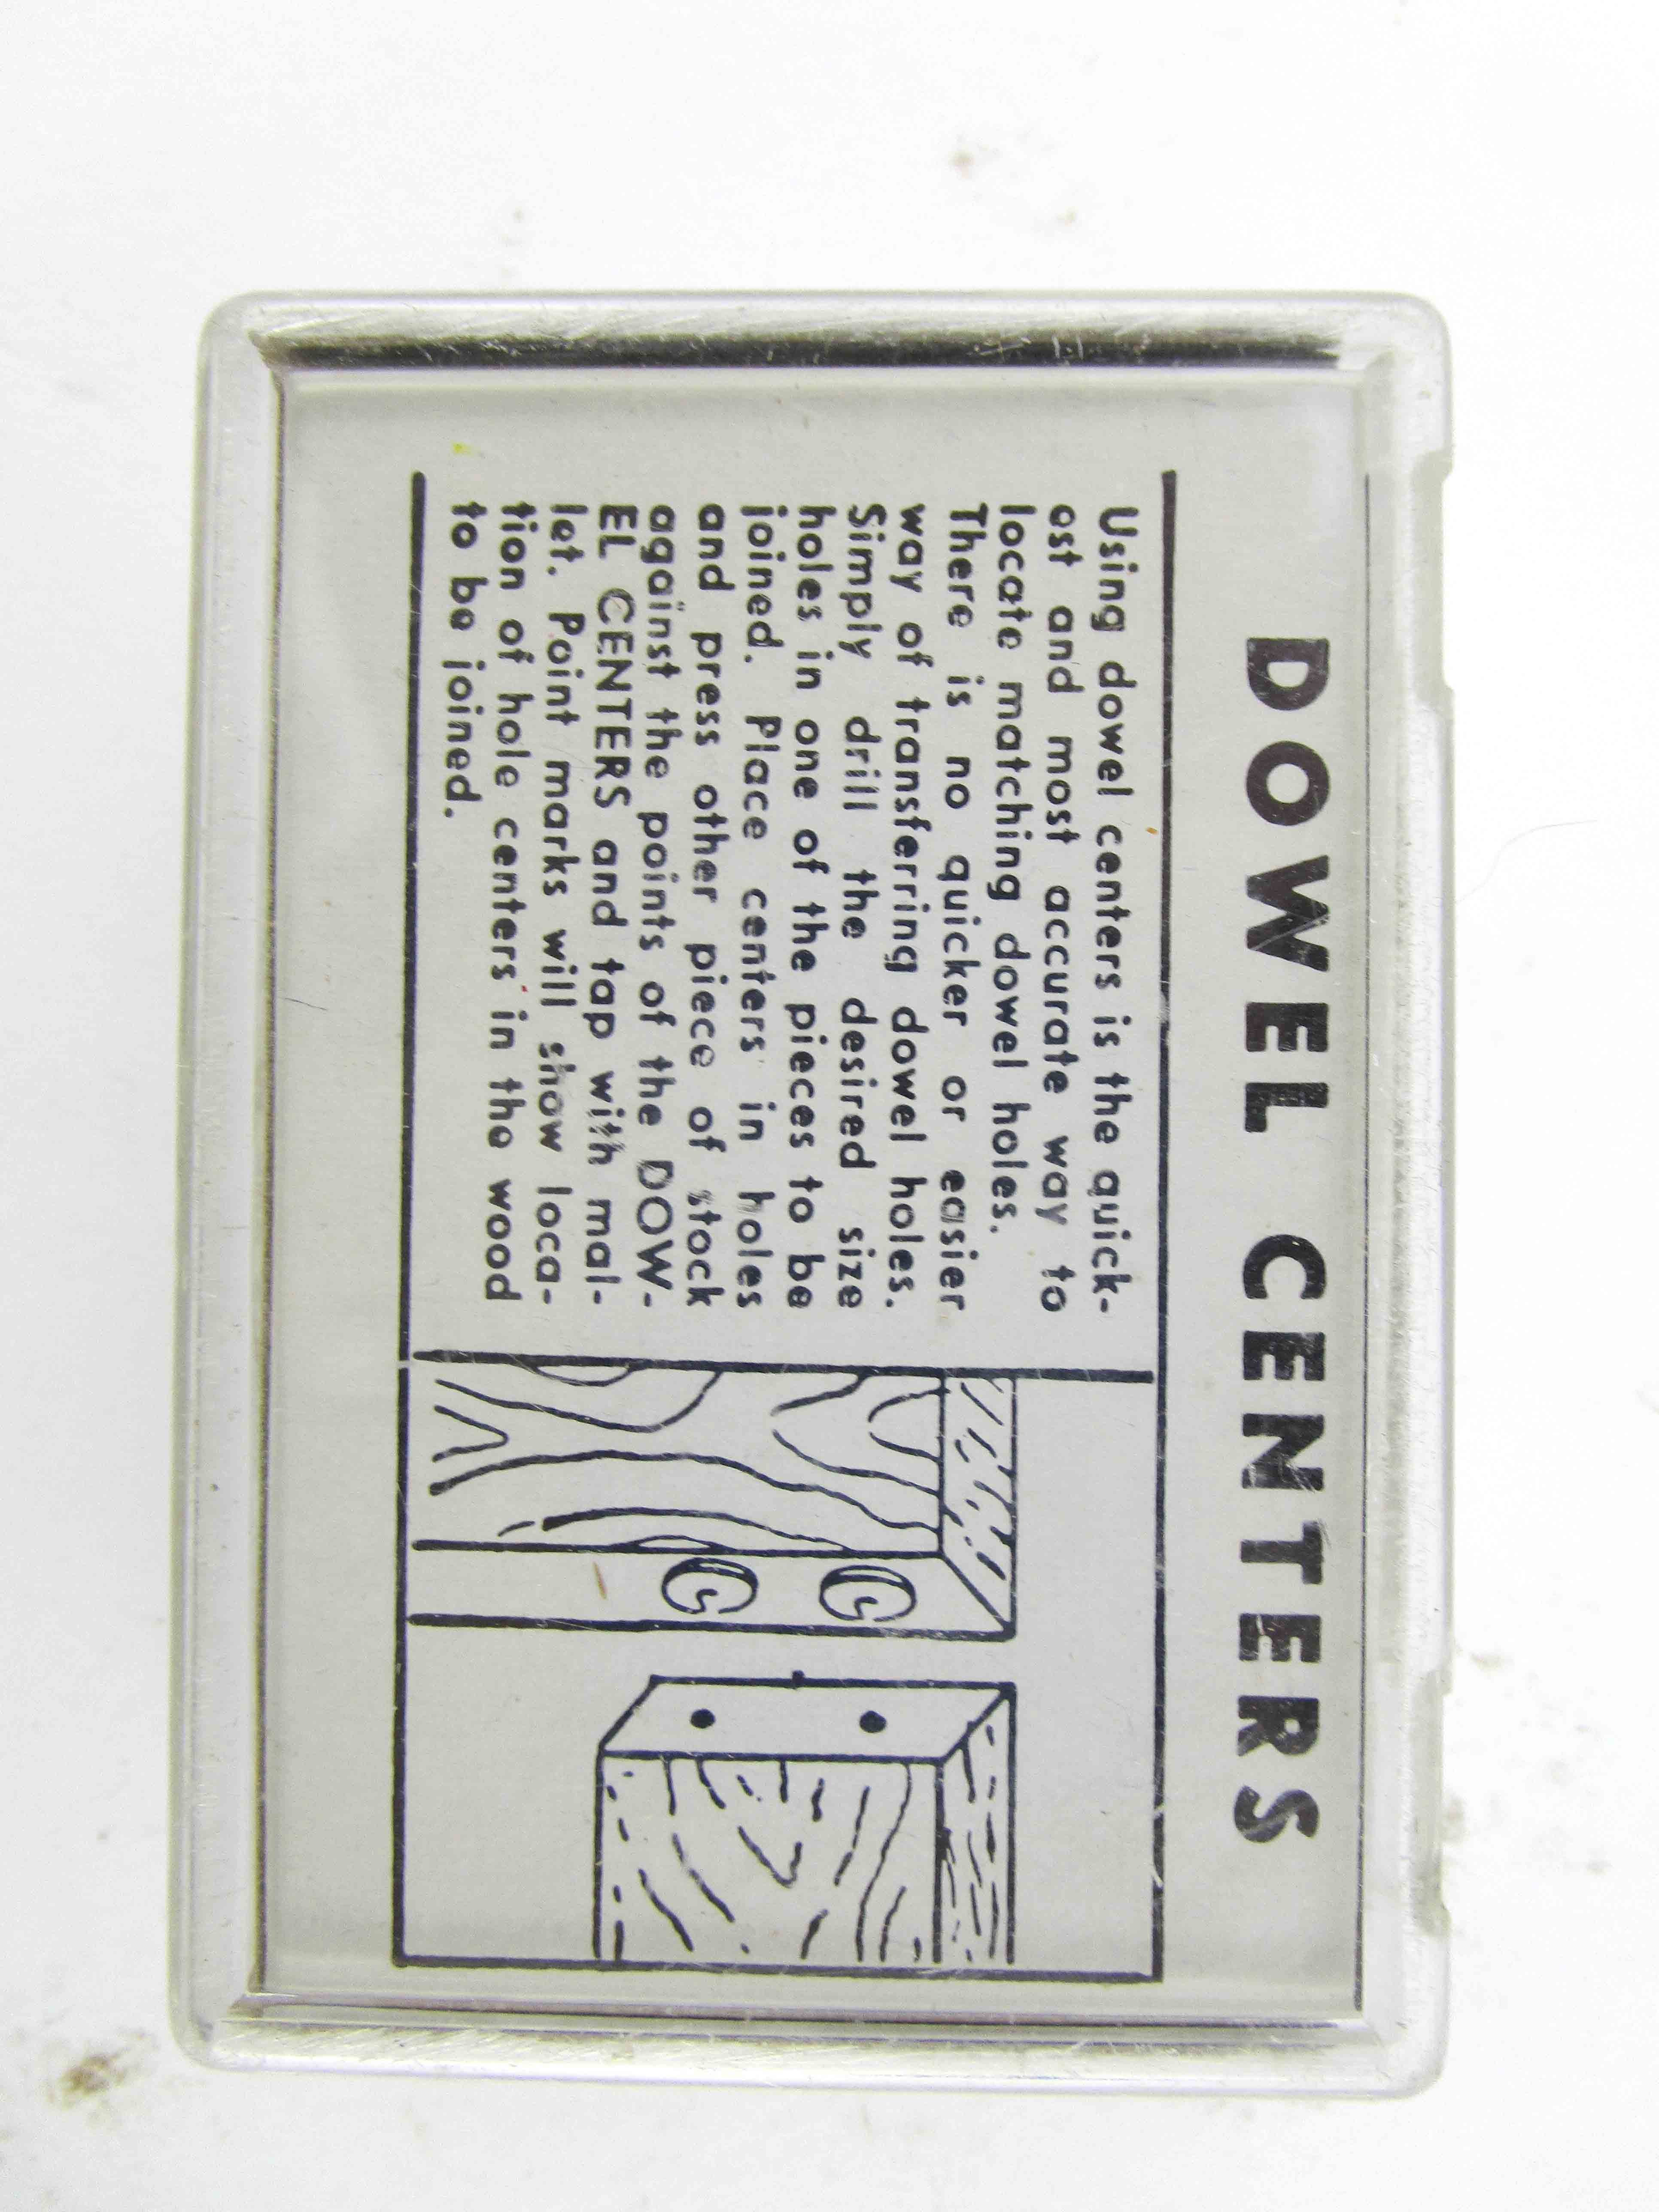 DOWEL CENTERS
Using dowel centers is the quick-
est and most accurate way to
locate matching dowel holes.
There is no quicker or easier
way of transferring dowel holes.
Simply drill the desired size
holes in one of the pieces to be
joined. Place centers in holes
and press other piece of stock
against the points of the DOW-
EL CENTERS and tap with mal-
let. Point marks will show loca-
tion of hole centers in the wood
to be joined.